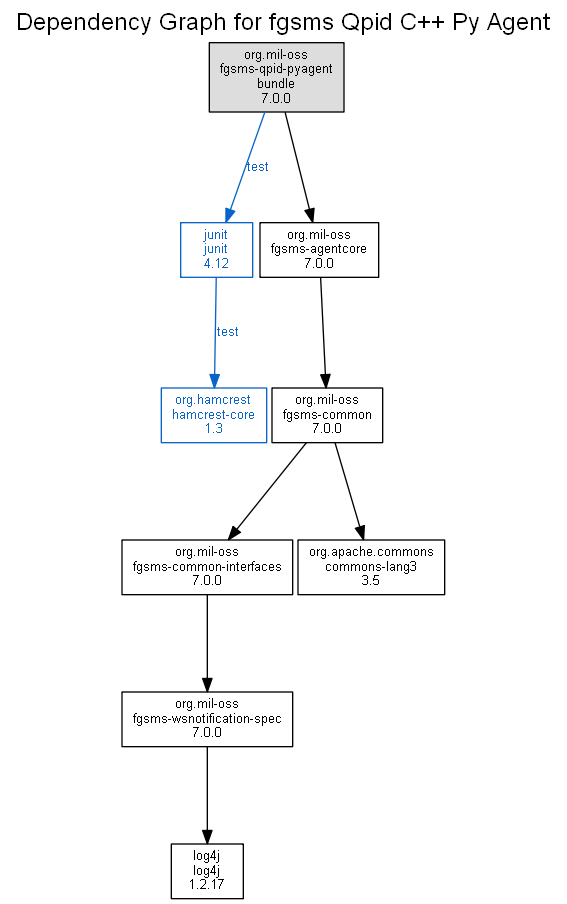 Dependency Graph for fgsms Qpid C++ Py Agent
org.mil-oss
fgsms-qpid-pyagent
bundle
7.0.0
test
junit
junit
4.12
org.mil-oss
fgsms-agentcore
7.0.0
test
org.hamcrest
hamcrest-core
1.3
org.mil-oss
fgsms-common
7.0.0
org.mil-oss
fgsms-common-interfaces
7.0.0
org.apache.commons
commons-lang3
3.5
org.mil-oss
fgsms-wsnotification-spec
7.0.0
log4j
log4j
1.2.17